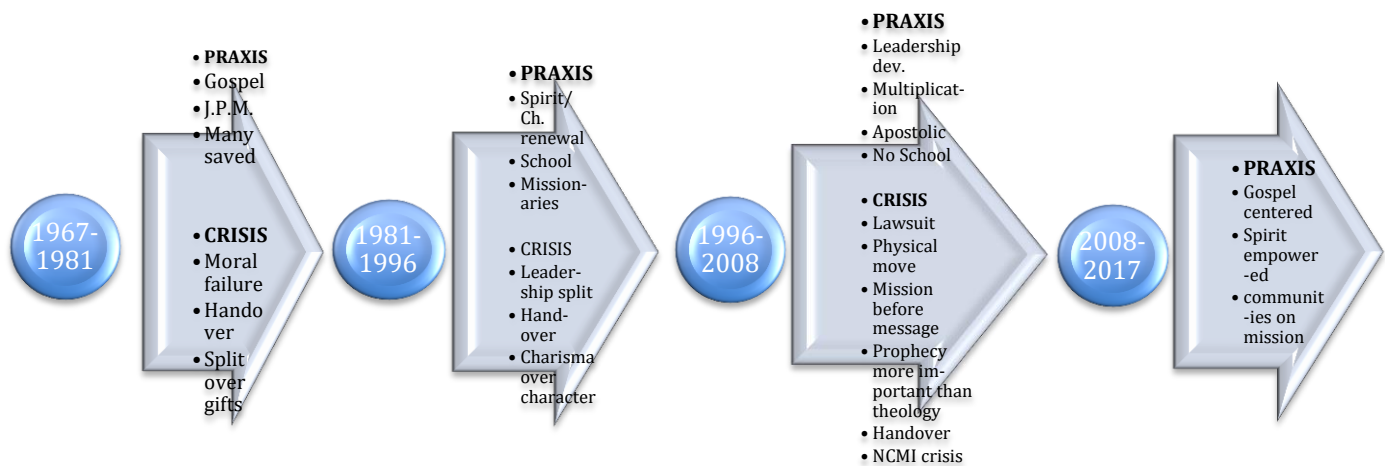 1967-
1981
• PRAXIS
• Gospel
• J.P.M.
• Many
saved
• CRISIS
• Moral
failure
• Hando
ver
• Split
over
gifts
1981-
1996
• PRAXIS
• Spirit/
Ch.
renewal
• School
• Mission-
aries
• CRISIS
• Leader-
ship split
• Hand-
over
• Charisma
over
character
1996-
2008
• PRAXIS
• Leadership
dev.
• Multiplicat-
ion
• Apostolic
• No School
• CRISIS
• Lawsuit
• Physical
move
• Mission
before
message
• Prophecy
more im-
portant than
theology
• Handover
• NCMI crisis
2008-
2017
• PRAXIS
• Gospel
centered
• Spirit
empower
-ed
• communit
-ies on
mission